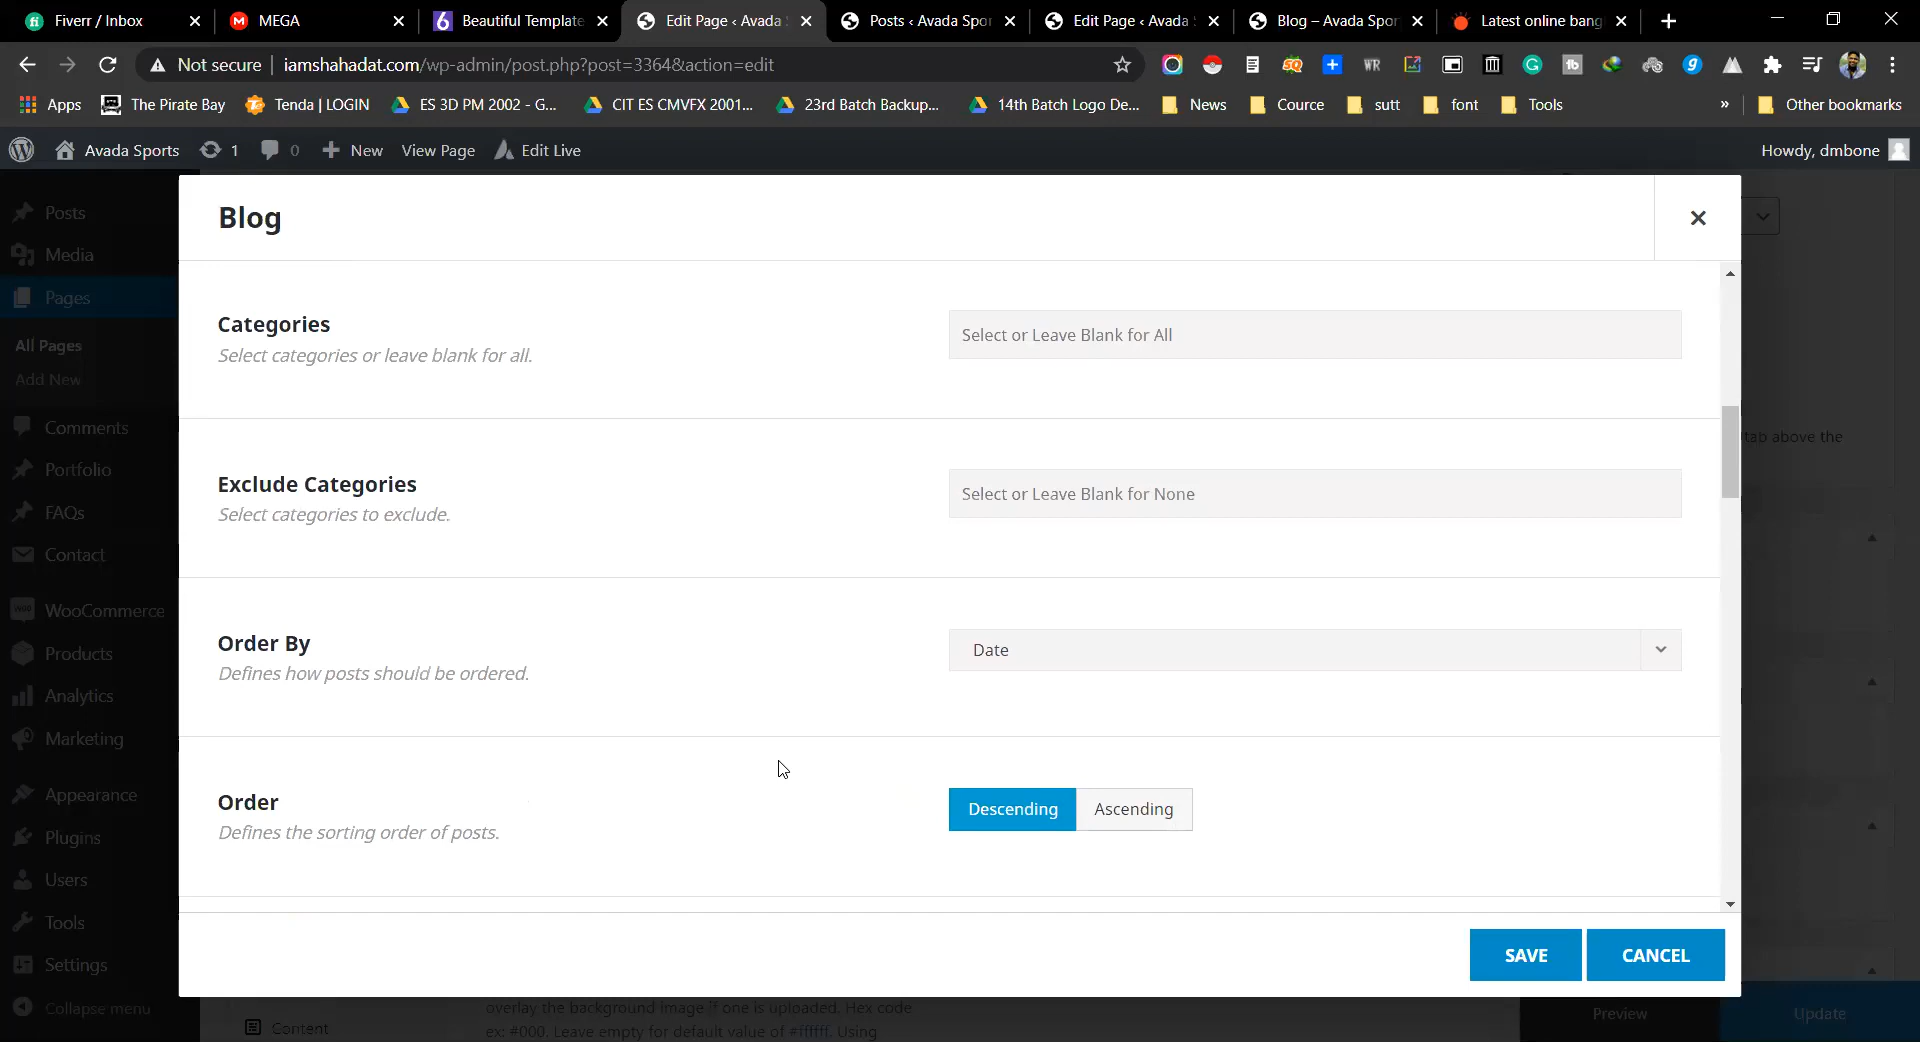 Fiverr / Inbox
MEGA
Beautiful Template
Edit Page ‹ Avada S
Posts ‹ Avada Spor
Edit Page ‹ Avada S
Blog – Avada Spor
Latest online bang
Not secure
iamshahadat.com/wp-admin/post.php?post=3364&action=edit
Apps
The Pirate Bay
Tenda | LOGIN
ES 3D PM 2002 - G...
CIT ES CMVFX 2001...
23rd Batch Backup...
14th Batch Logo De...
News
Cource
sutt
font
Tools
»
Other bookmarks
Avada Sports
1
0
New
View Page
Edit Live
Howdy, dmbone
Posts
Media
Pages
All Pages
Add New
Comments
Portfolio
FAQs
Contact
WooCommerce
Products
Analytics
Marketing
Appearance
Plugins
Users
Tools
Settings
Collapse menu
Blog
Categories
Select categories or leave blank for all.
Select or Leave Blank for All
Exclude Categories
Select categories to exclude.
Select or Leave Blank for None
Order By
Defines how posts should be ordered.
Date
Order
Defines the sorting order of posts.
Descending
Ascending
SAVE
CANCEL
tab above the
overlay the background image if one is uploaded. Hex code
ex: #000. Leave empty for default value of #ffffff. Using
Content
Preview
Update